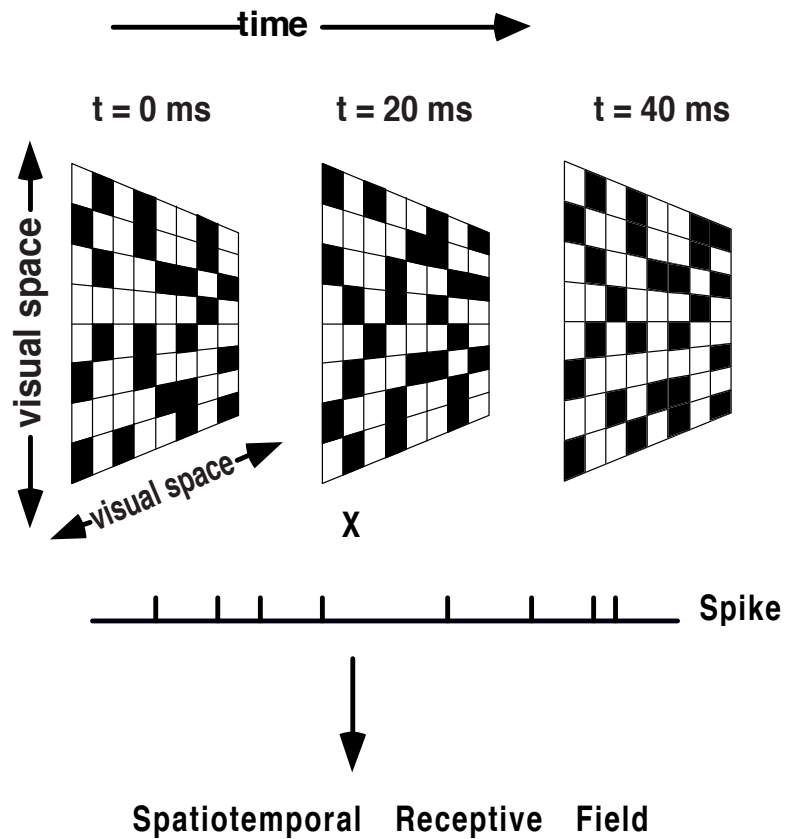 time
t = 0 ms
t = 20 ms
t = 40 ms
visual space
visual space
X
Spike
Spatiotemporal Receptive Field